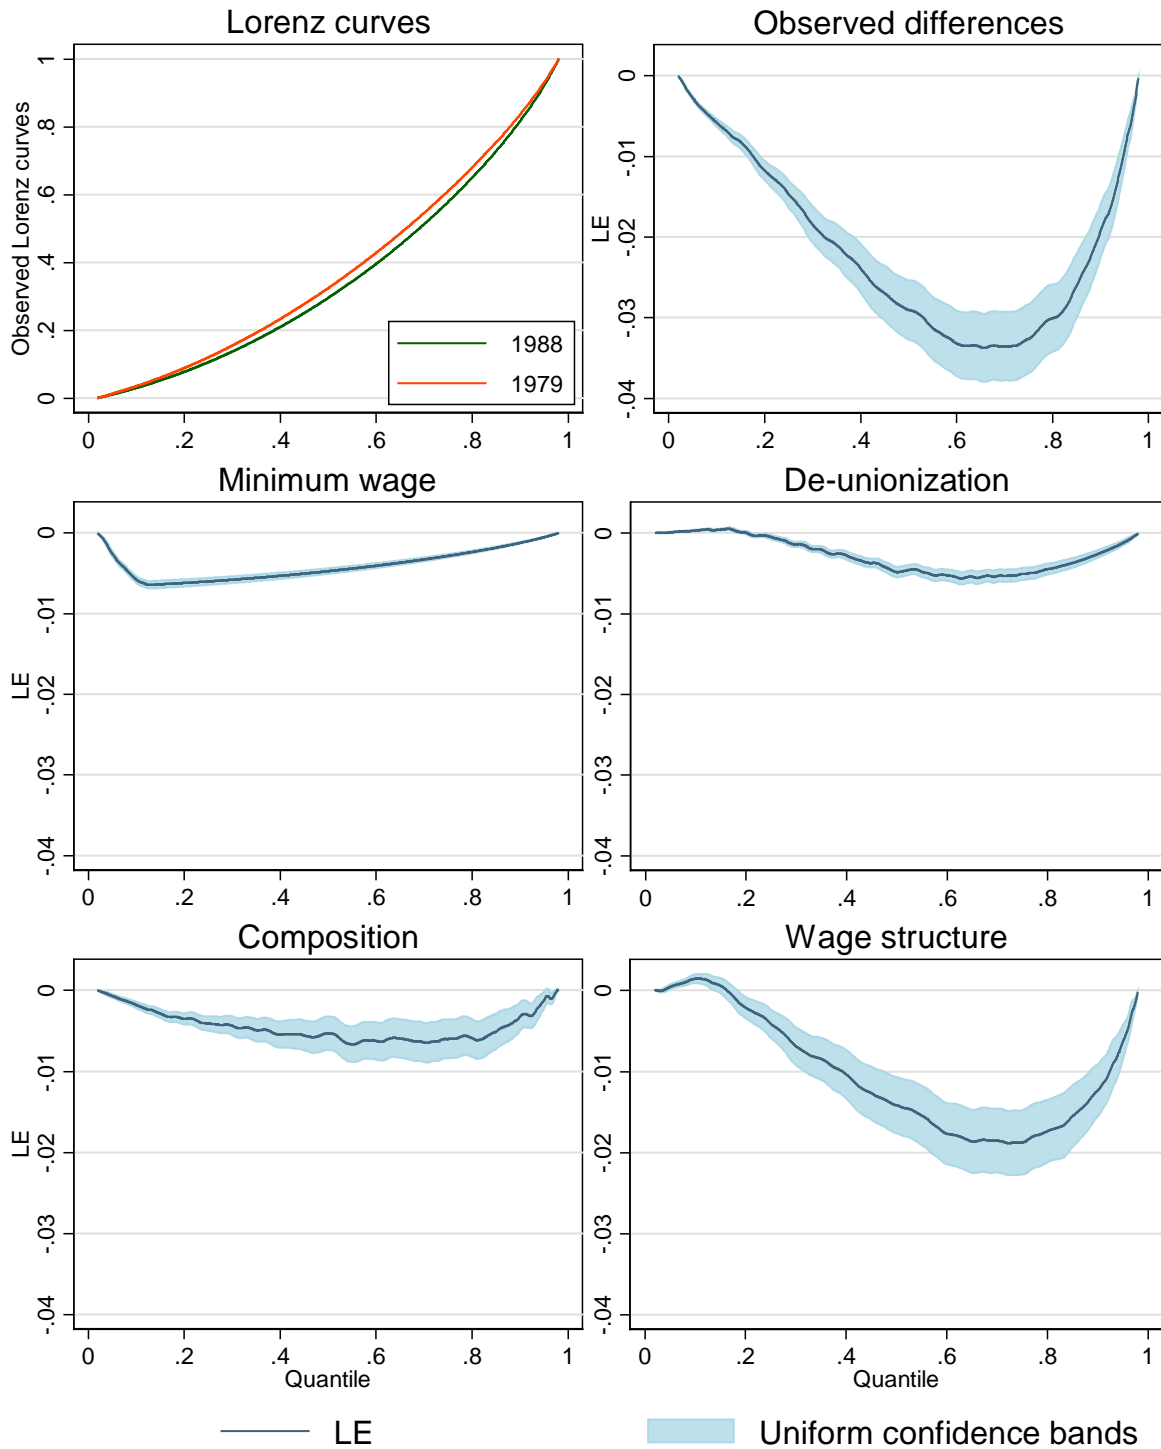 Lorenz curves
Observed Lorenz curves
0 .2 .4 .6 .8 1
1988
1979
0 .2 .4 .6 .8 1
Observed differences
LE
-.04 -.03 -.02 -.01 0
0 .2 .4 .6 .8 1
Minimum wage
LE
-.04 -.03 -.02 -.01 0
0 .2 .4 .6 .8 1
De-unionization
-.04 -.03 -.02 -.01 0
0 .2 .4 .6 .8 1
Composition
LE
-.04 -.03 -.02 -.01 0
0 .2 .4 .6 .8 1
Quantile
Wage structure
-.04 -.03 -.02 -.01 0
0 .2 .4 .6 .8 1
Quantile
LE
Uniform confidence bands